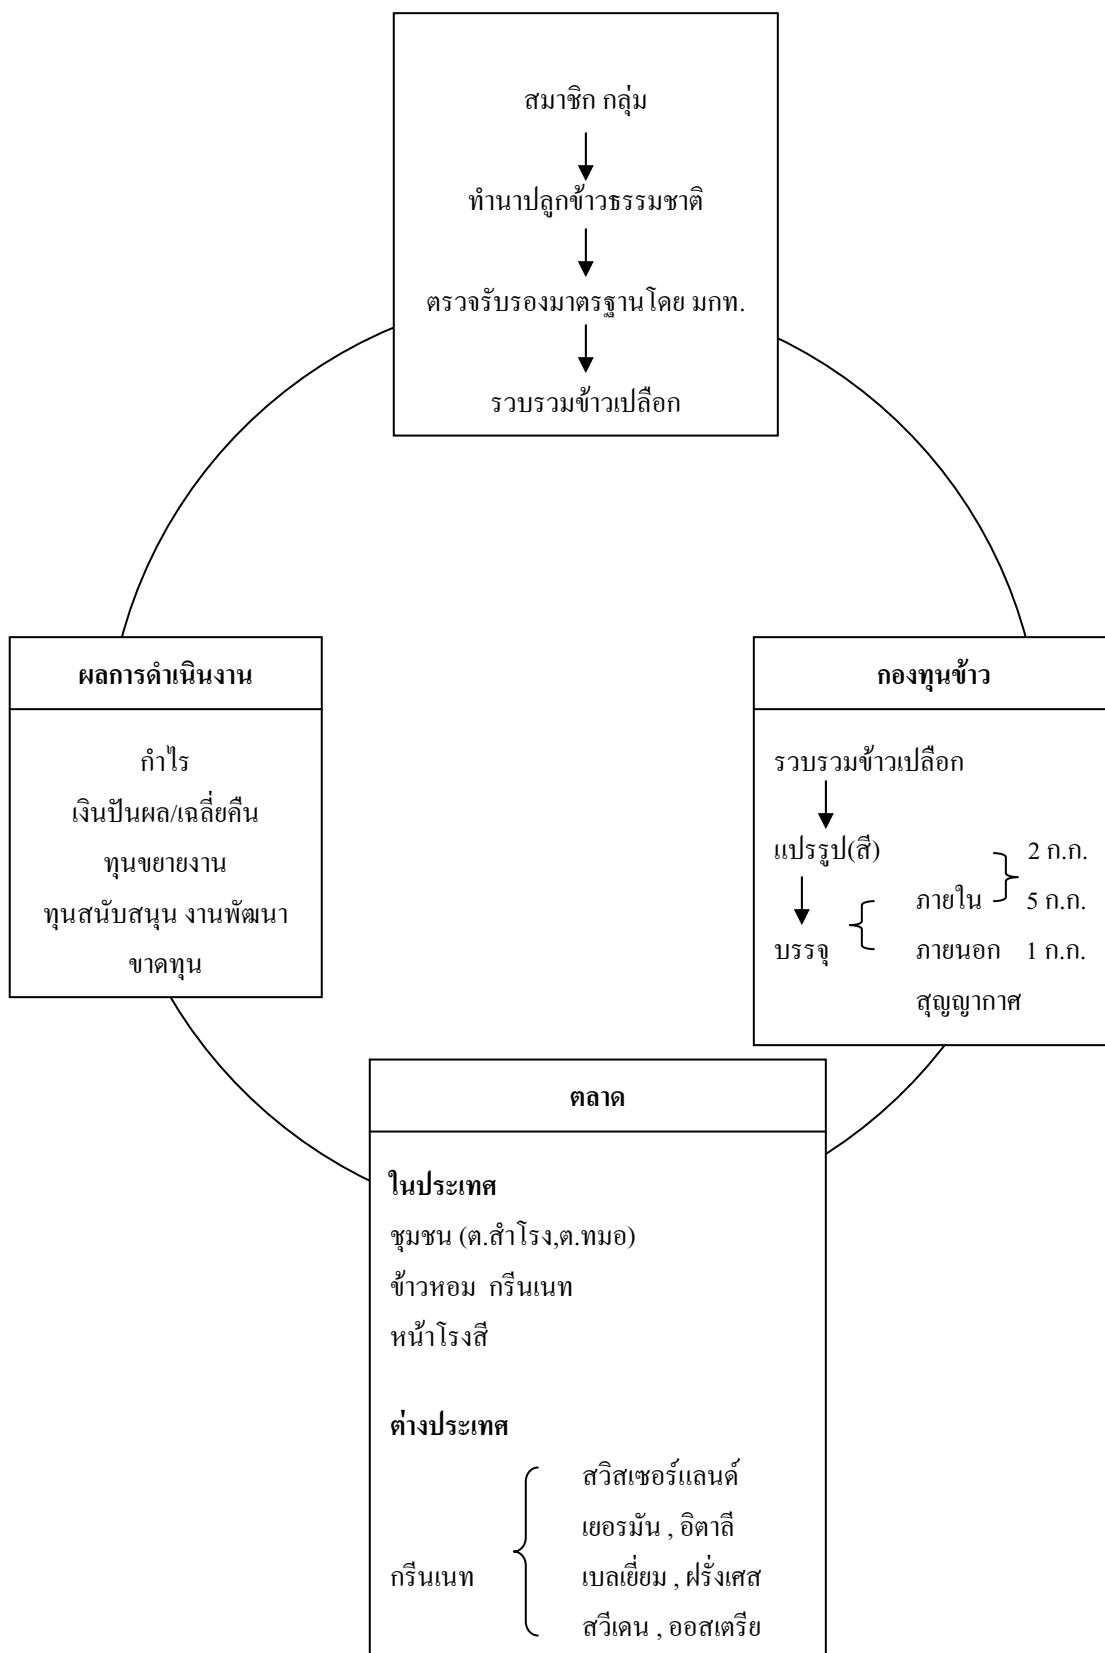 สมาชิก กลุ่ม
ทำนาปลูกข้าวธรรมชาติ
ตรวจรับรองมาตรฐานโดย มกท.
รวบรวมข้าวเปลือก
ผลการดำเนินงาน
กำไร
เงินปันผล/เฉลี่ยคืน
ทุนขยายงาน
ทุนสนับสนุน งานพัฒนา
ขาดทุน
กองทุนข้าว
รวบรวมข้าวเปลือก
แปรรูป(สี) 2 ก.ก.
ภายใน 5 ก.ก.
บรรจุ ภายนอก 1 ก.ก.
สุญญากาศ
ตลาด
ในประเทศ
ชุมชน (ต.สำโรง,ต.ทมอ)
ข้าวหอม กรีนเนท
หน้าโรงสี
ต่างประเทศ
สวิสเซอร์แลนด์
เยอรมัน , อิตาลี
กรีนเนท เบลเยี่ยม , ฝรั่งเศส
สวีเดน , ออสเตรีย